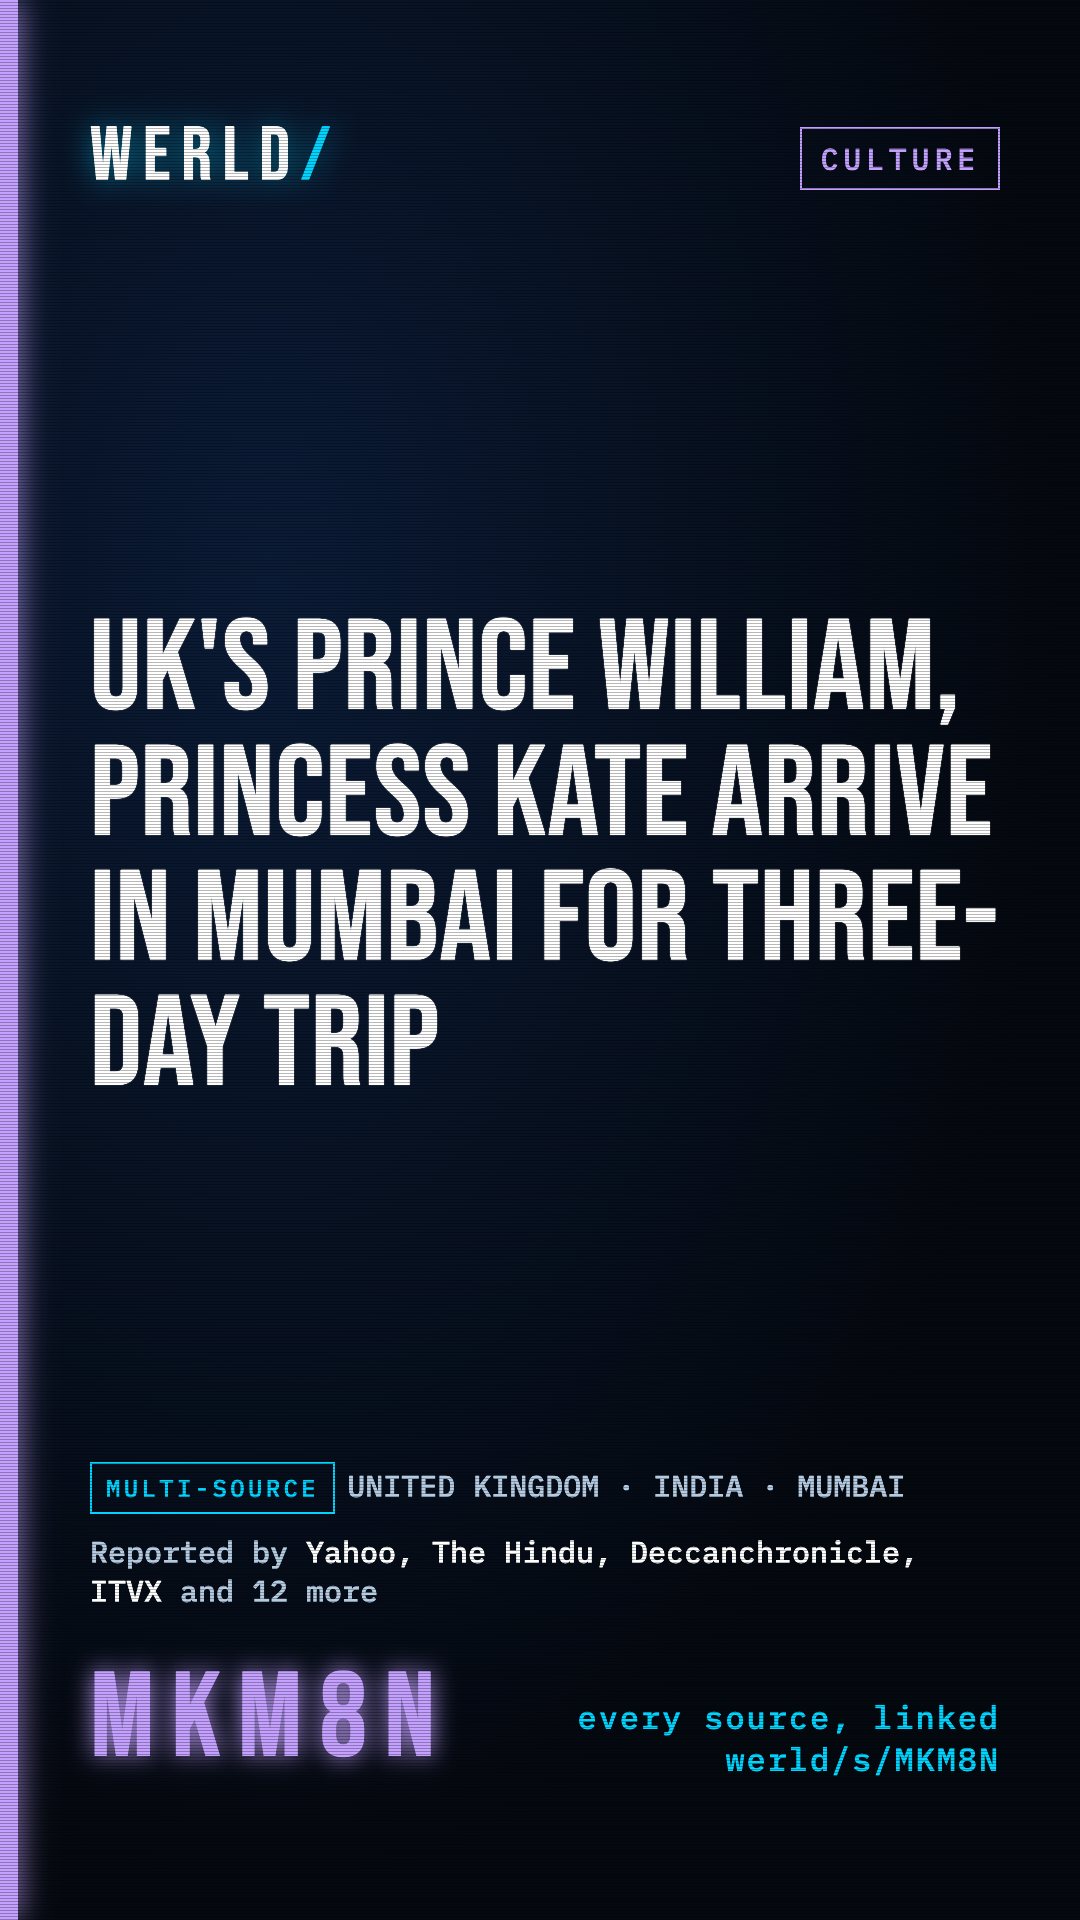 WERLD/
CULTURE
UK'S PRINCE WILLIAM,
PRINCESS KATE ARRIVE
IN MUMBAI FOR THREE-
DAY TRIP
MULTI-SOURCE UNITED KINGDOM · INDIA · MUMBAI
Reported by Yahoo, The Hindu, Deccanchronicle,
ITVX and 12 more
MKM8N
every source, linked
werld/s/MKM8N